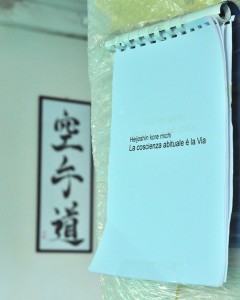 空手道
Heijoshin kore michi
La coscienza abituale è la Via